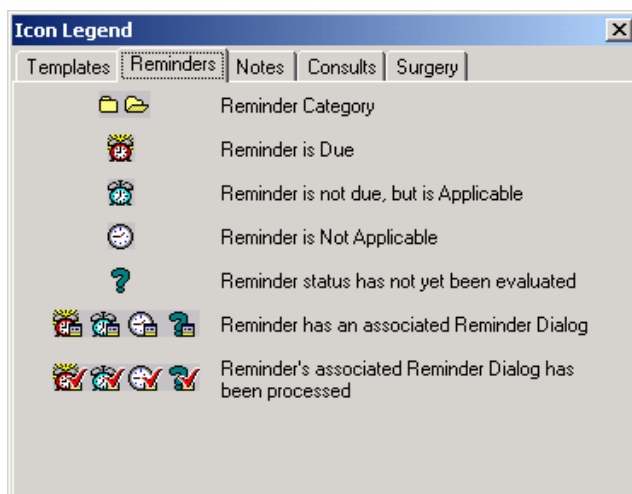 Icon Legend
Templates Reminders Notes Consults Surgery
Reminder Category
Reminder is Due
Reminder is not due, but is Applicable
Reminder is Not Applicable
Reminder status has not yet been evaluated
Reminder has an associated Reminder Dialog
Reminder's associated Reminder Dialog has
been processed